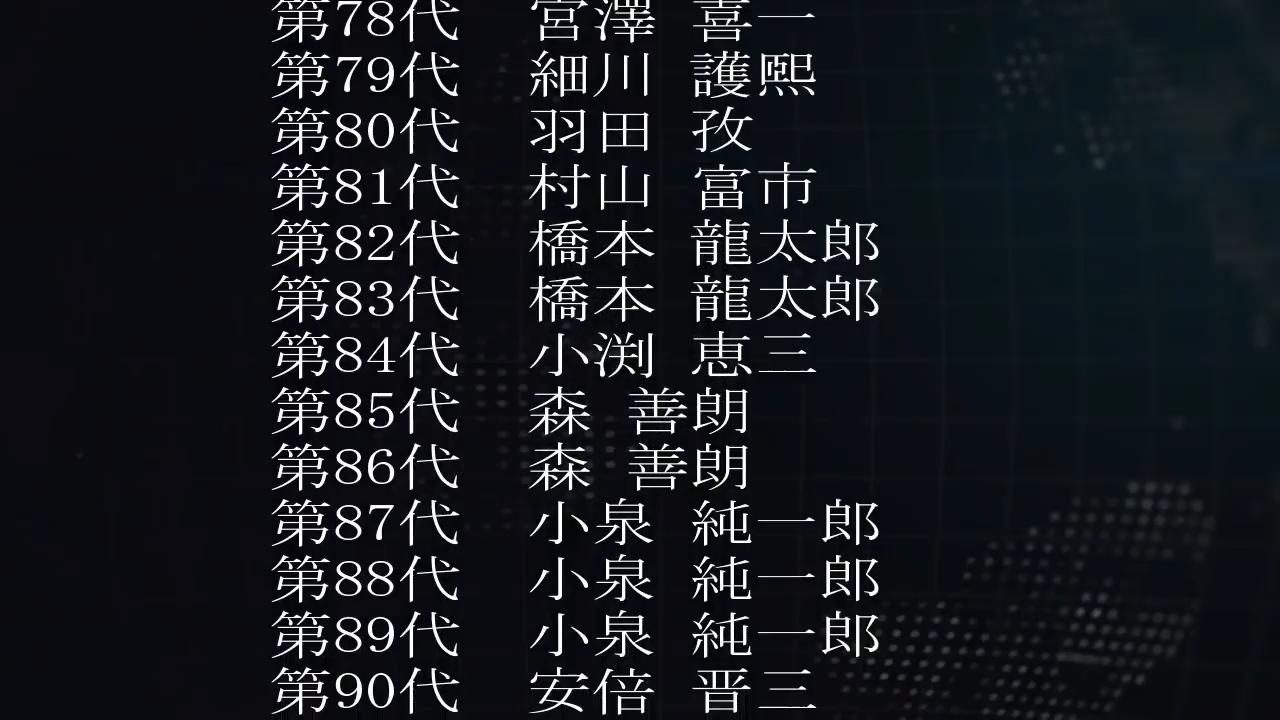 第78代 宮澤 喜一
第79代 細川 護煕
第80代 羽田 孜
第81代 村山 富市
第82代 橋本 龍太郎
第83代 橋本 龍太郎
第84代 小渕 恵三
第85代 森 善朗
第86代 森 善朗
第87代 小泉 純一郎
第88代 小泉 純一郎
第89代 小泉 純一郎
第90代 安倍 晋三